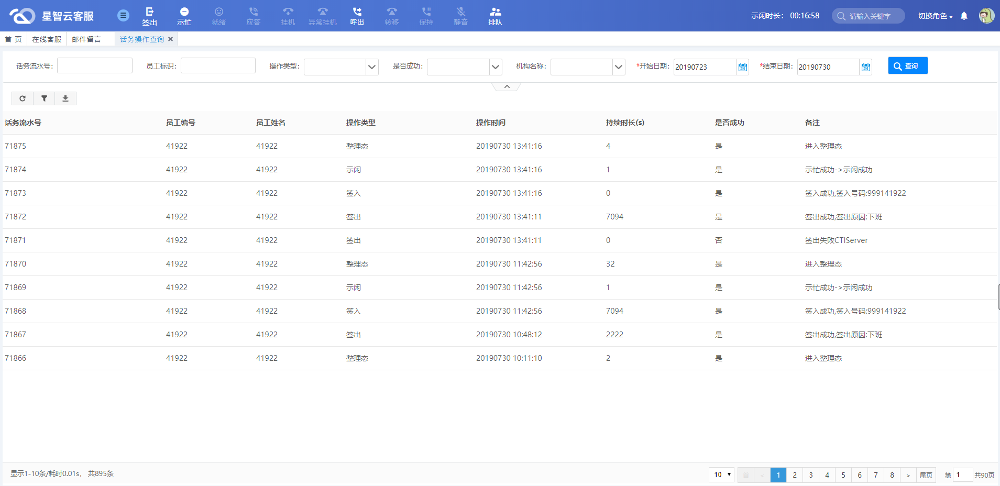 星智云客服
签出 示忙 就绪 应答 挂机 异常挂机 呼出 转移 保持 静音 排队
示闲时长： 00:16:58 请输入关键字 切换角色
首 页 在线客服 邮件留言 话务操作查询 ×
话务流水号： 员工标识： 操作类型： 是否成功： 机构名称： *开始日期： 20190723 24 *结束日期： 20190730 24 查询
话务流水号 员工编号 员工姓名 操作类型 操作时间 持续时长(s) 是否成功 备注
71875 41922 41922 整理态 20190730 13:41:16 4 是 进入整理态
71874 41922 41922 示闲 20190730 13:41:16 1 是 示忙成功->示闲成功
71873 41922 41922 签入 20190730 13:41:16 0 是 签入成功,签入号码:999141922
71872 41922 41922 签出 20190730 13:41:11 7094 是 签出成功,签出原因:下班
71871 41922 41922 签出 20190730 13:41:11 0 否 签出失败CTIServer
71870 41922 41922 整理态 20190730 11:42:56 32 是 进入整理态
71869 41922 41922 示闲 20190730 11:42:56 1 是 示忙成功->示闲成功
71868 41922 41922 签入 20190730 11:42:56 7094 是 签入成功,签入号码:999141922
71867 41922 41922 签出 20190730 10:48:12 2222 是 签出成功,签出原因:下班
71866 41922 41922 整理态 20190730 10:11:10 2 是 进入整理态
显示1-10条/耗时0.01s， 共895条 10 首 < 1 2 3 4 5 6 7 8 > 尾页 第 1 共90页